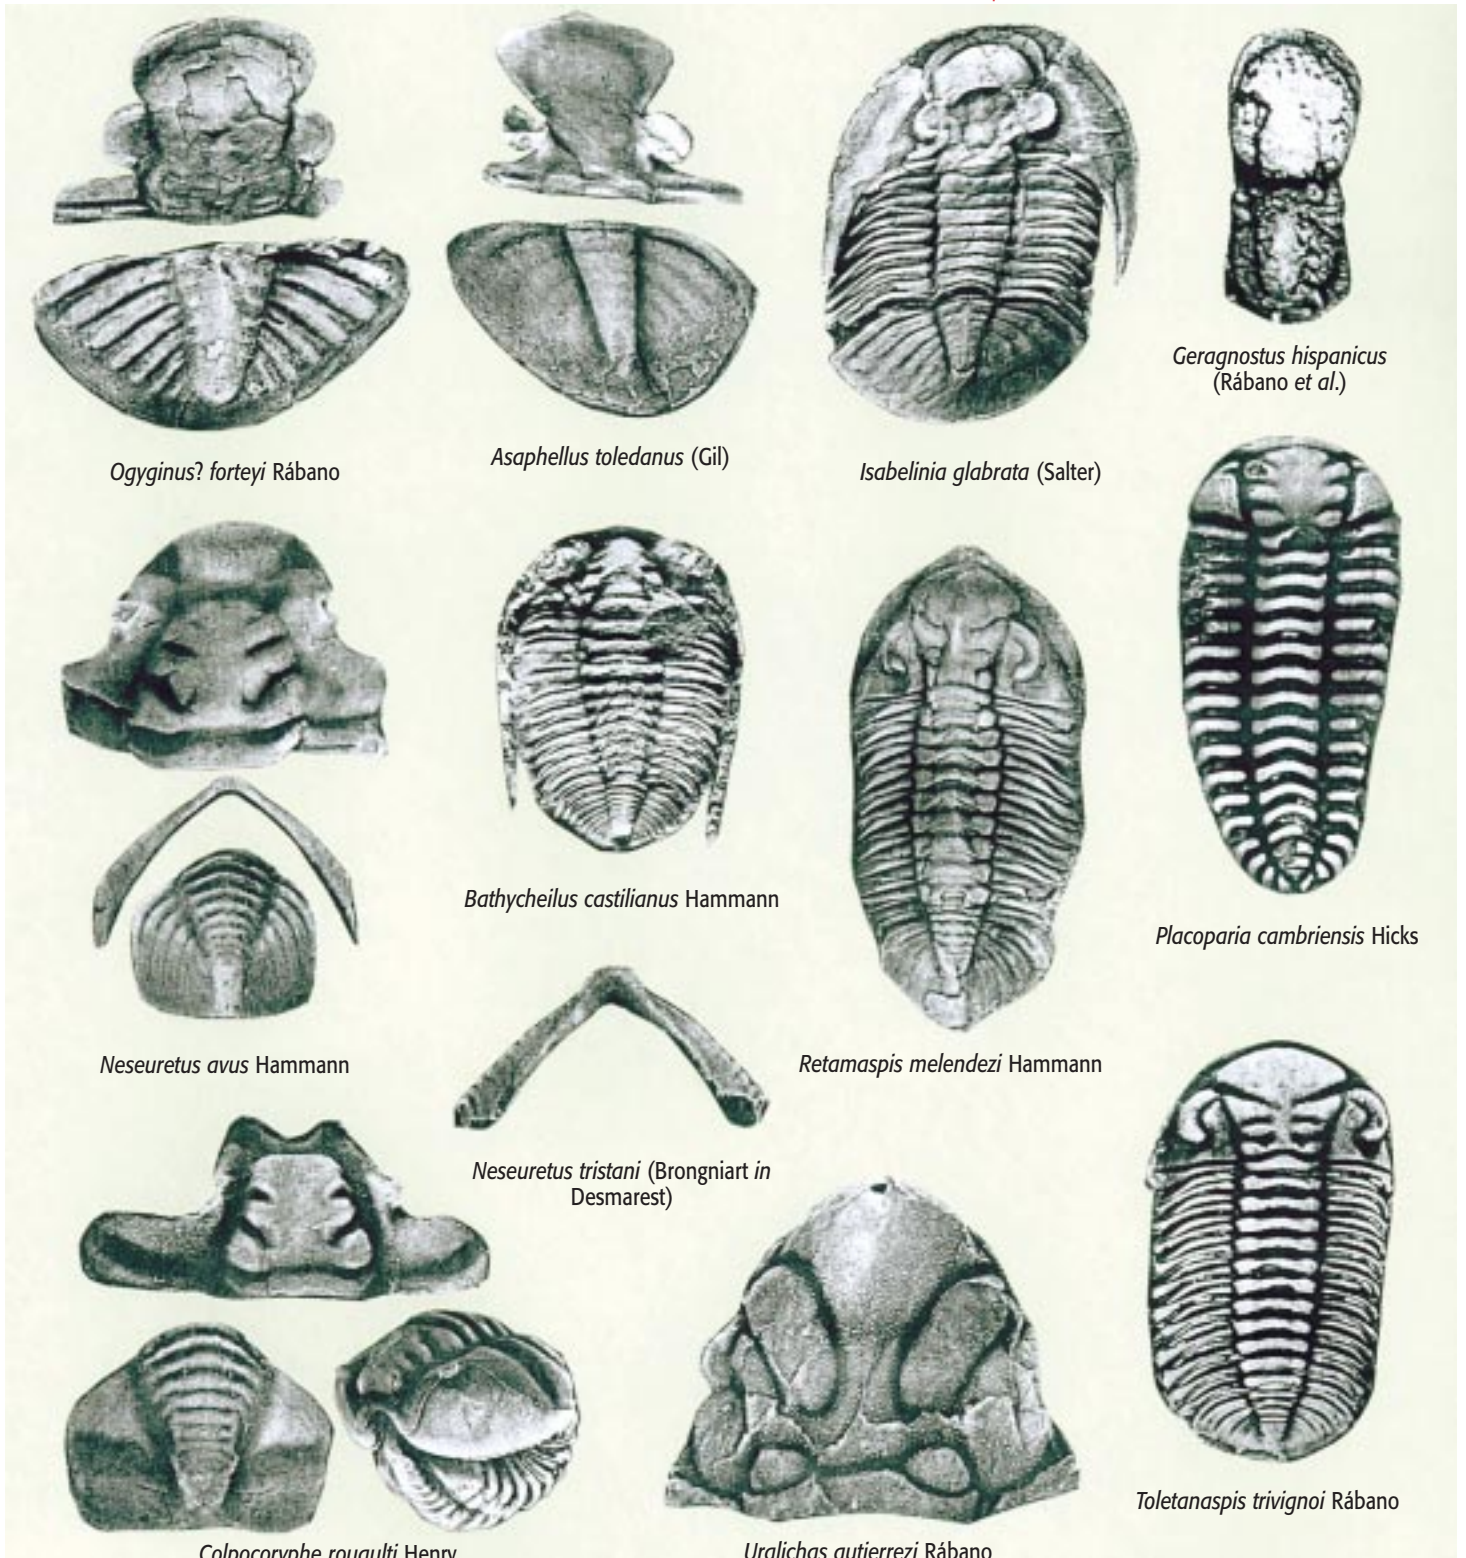 Geragnostus hispanicus
(Rábano et al.)
Ogyginus? forteyi Rábano
Asaphellus toledanus (Gil)
Isabelinia glabrata (Salter)
Bathycheilus castilianus Hammann
Placoparia cambriensis Hicks
Neseuretus avus Hammann
Retamaspis melendezi Hammann
Neseuretus tristani (Brongniart in
Desmarest)
Toletanaspis trivignoi Rábano
Colpocoryphe rouaulti Henry
Uralichas gutierrezi Rábano